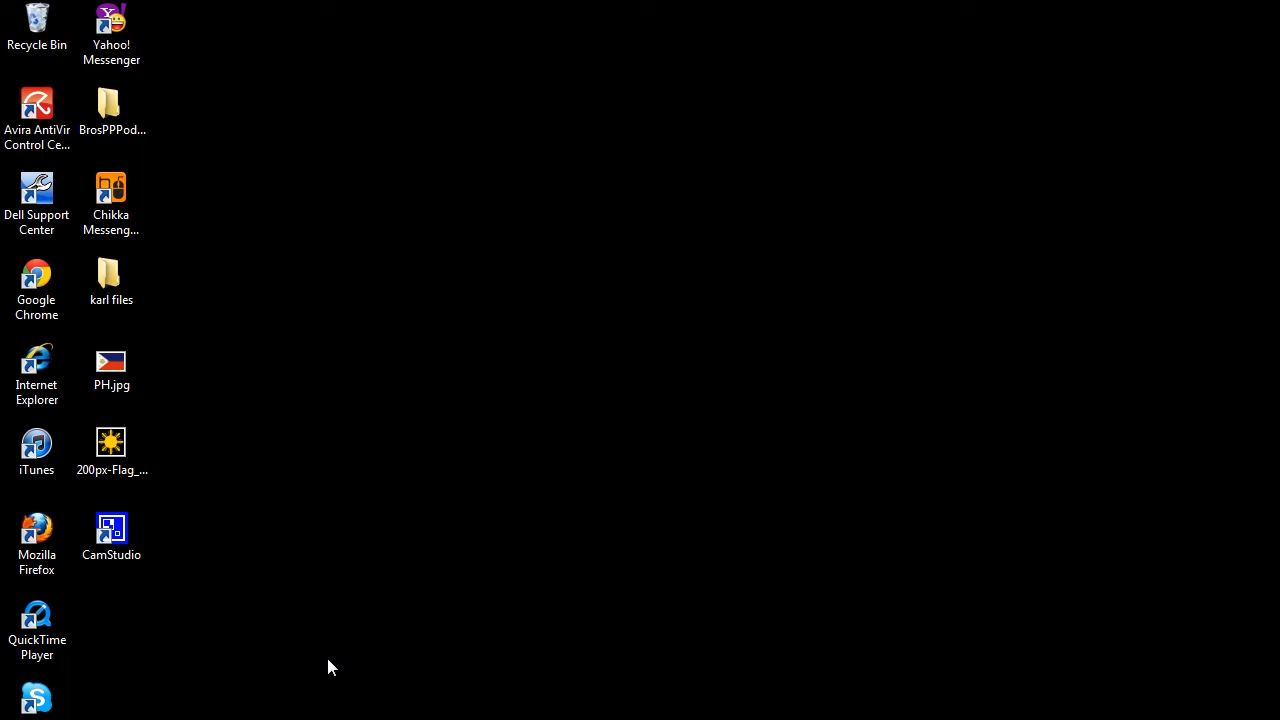 Recycle Bin
Yahoo!
Messenger
Avira AntiVir
Control Ce...
BrosPPPod...
Dell Support
Center
Chikka
Messeng...
Google
Chrome
karl files
Internet
Explorer
PH.jpg
iTunes
200px-Flag_...
Mozilla
Firefox
CamStudio
QuickTime
Player